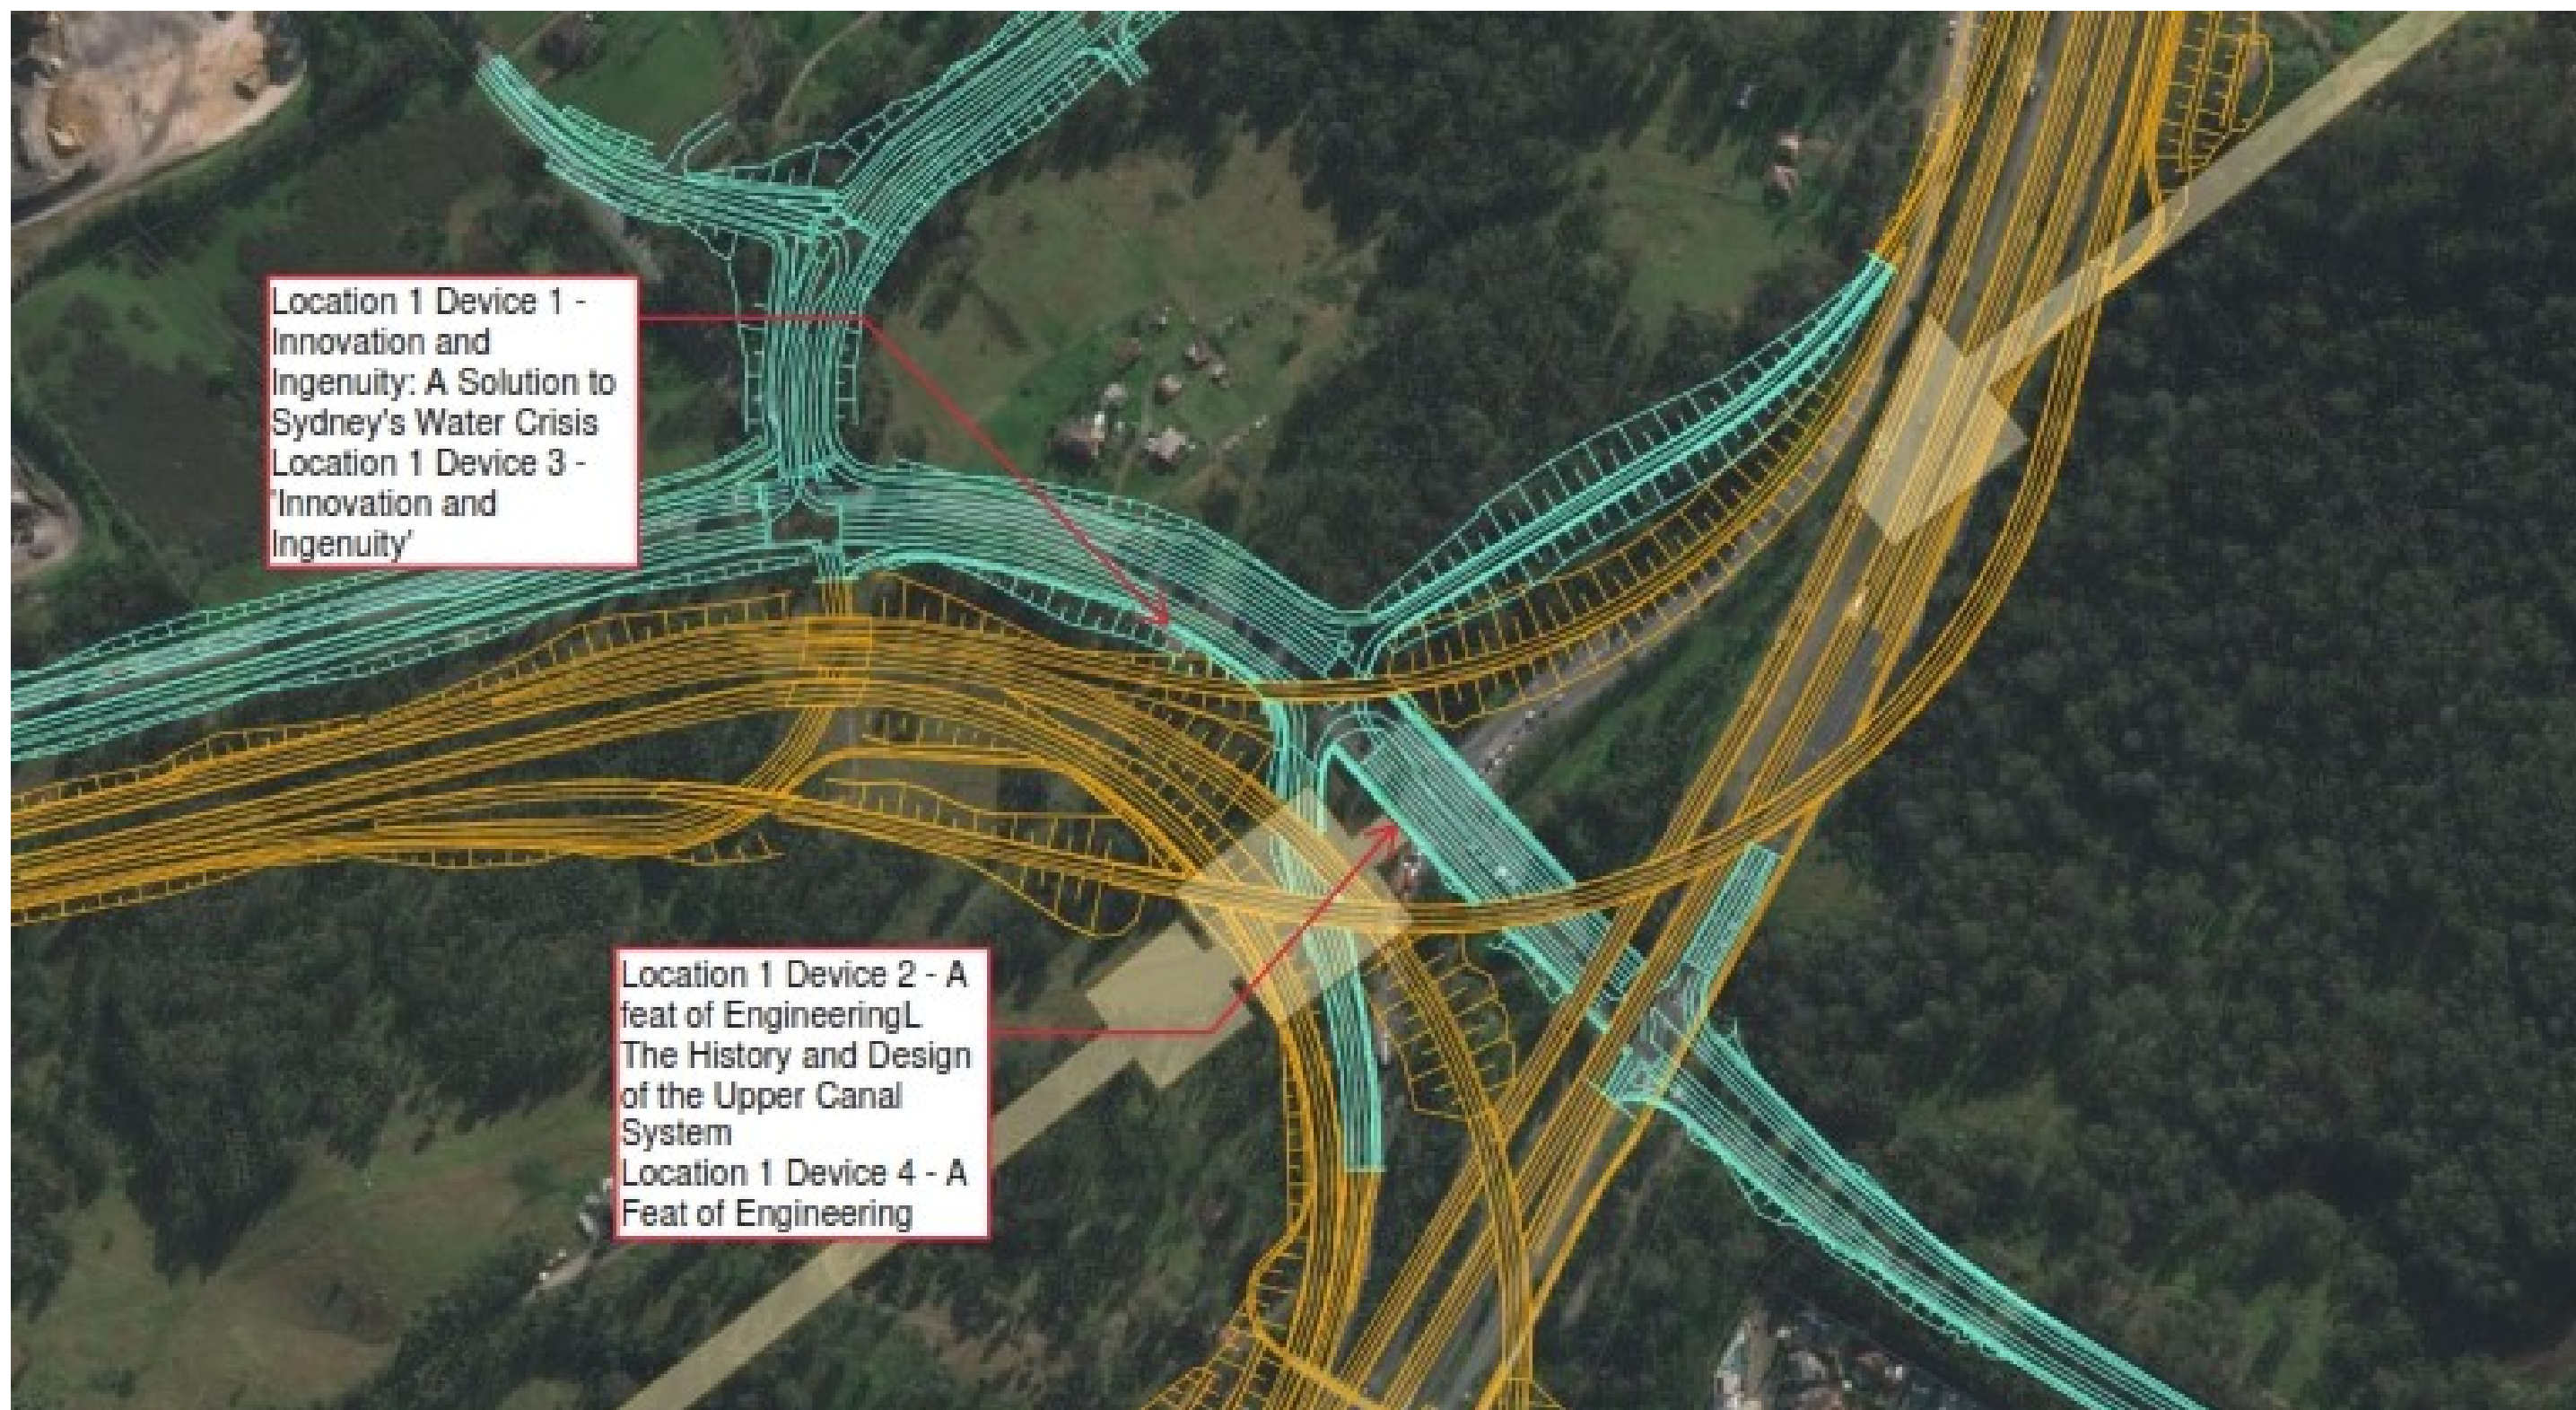 Location 1 Device 1 -
Innovation and
Ingenuity: A Solution to
Sydney's Water Crisis
Location 1 Device 3 -
'Innovation and
Ingenuity'
Location 1 Device 2 - A
feat of EngineeringL
The History and Design
of the Upper Canal
System
Location 1 Device 4 - A
Feat of Engineering